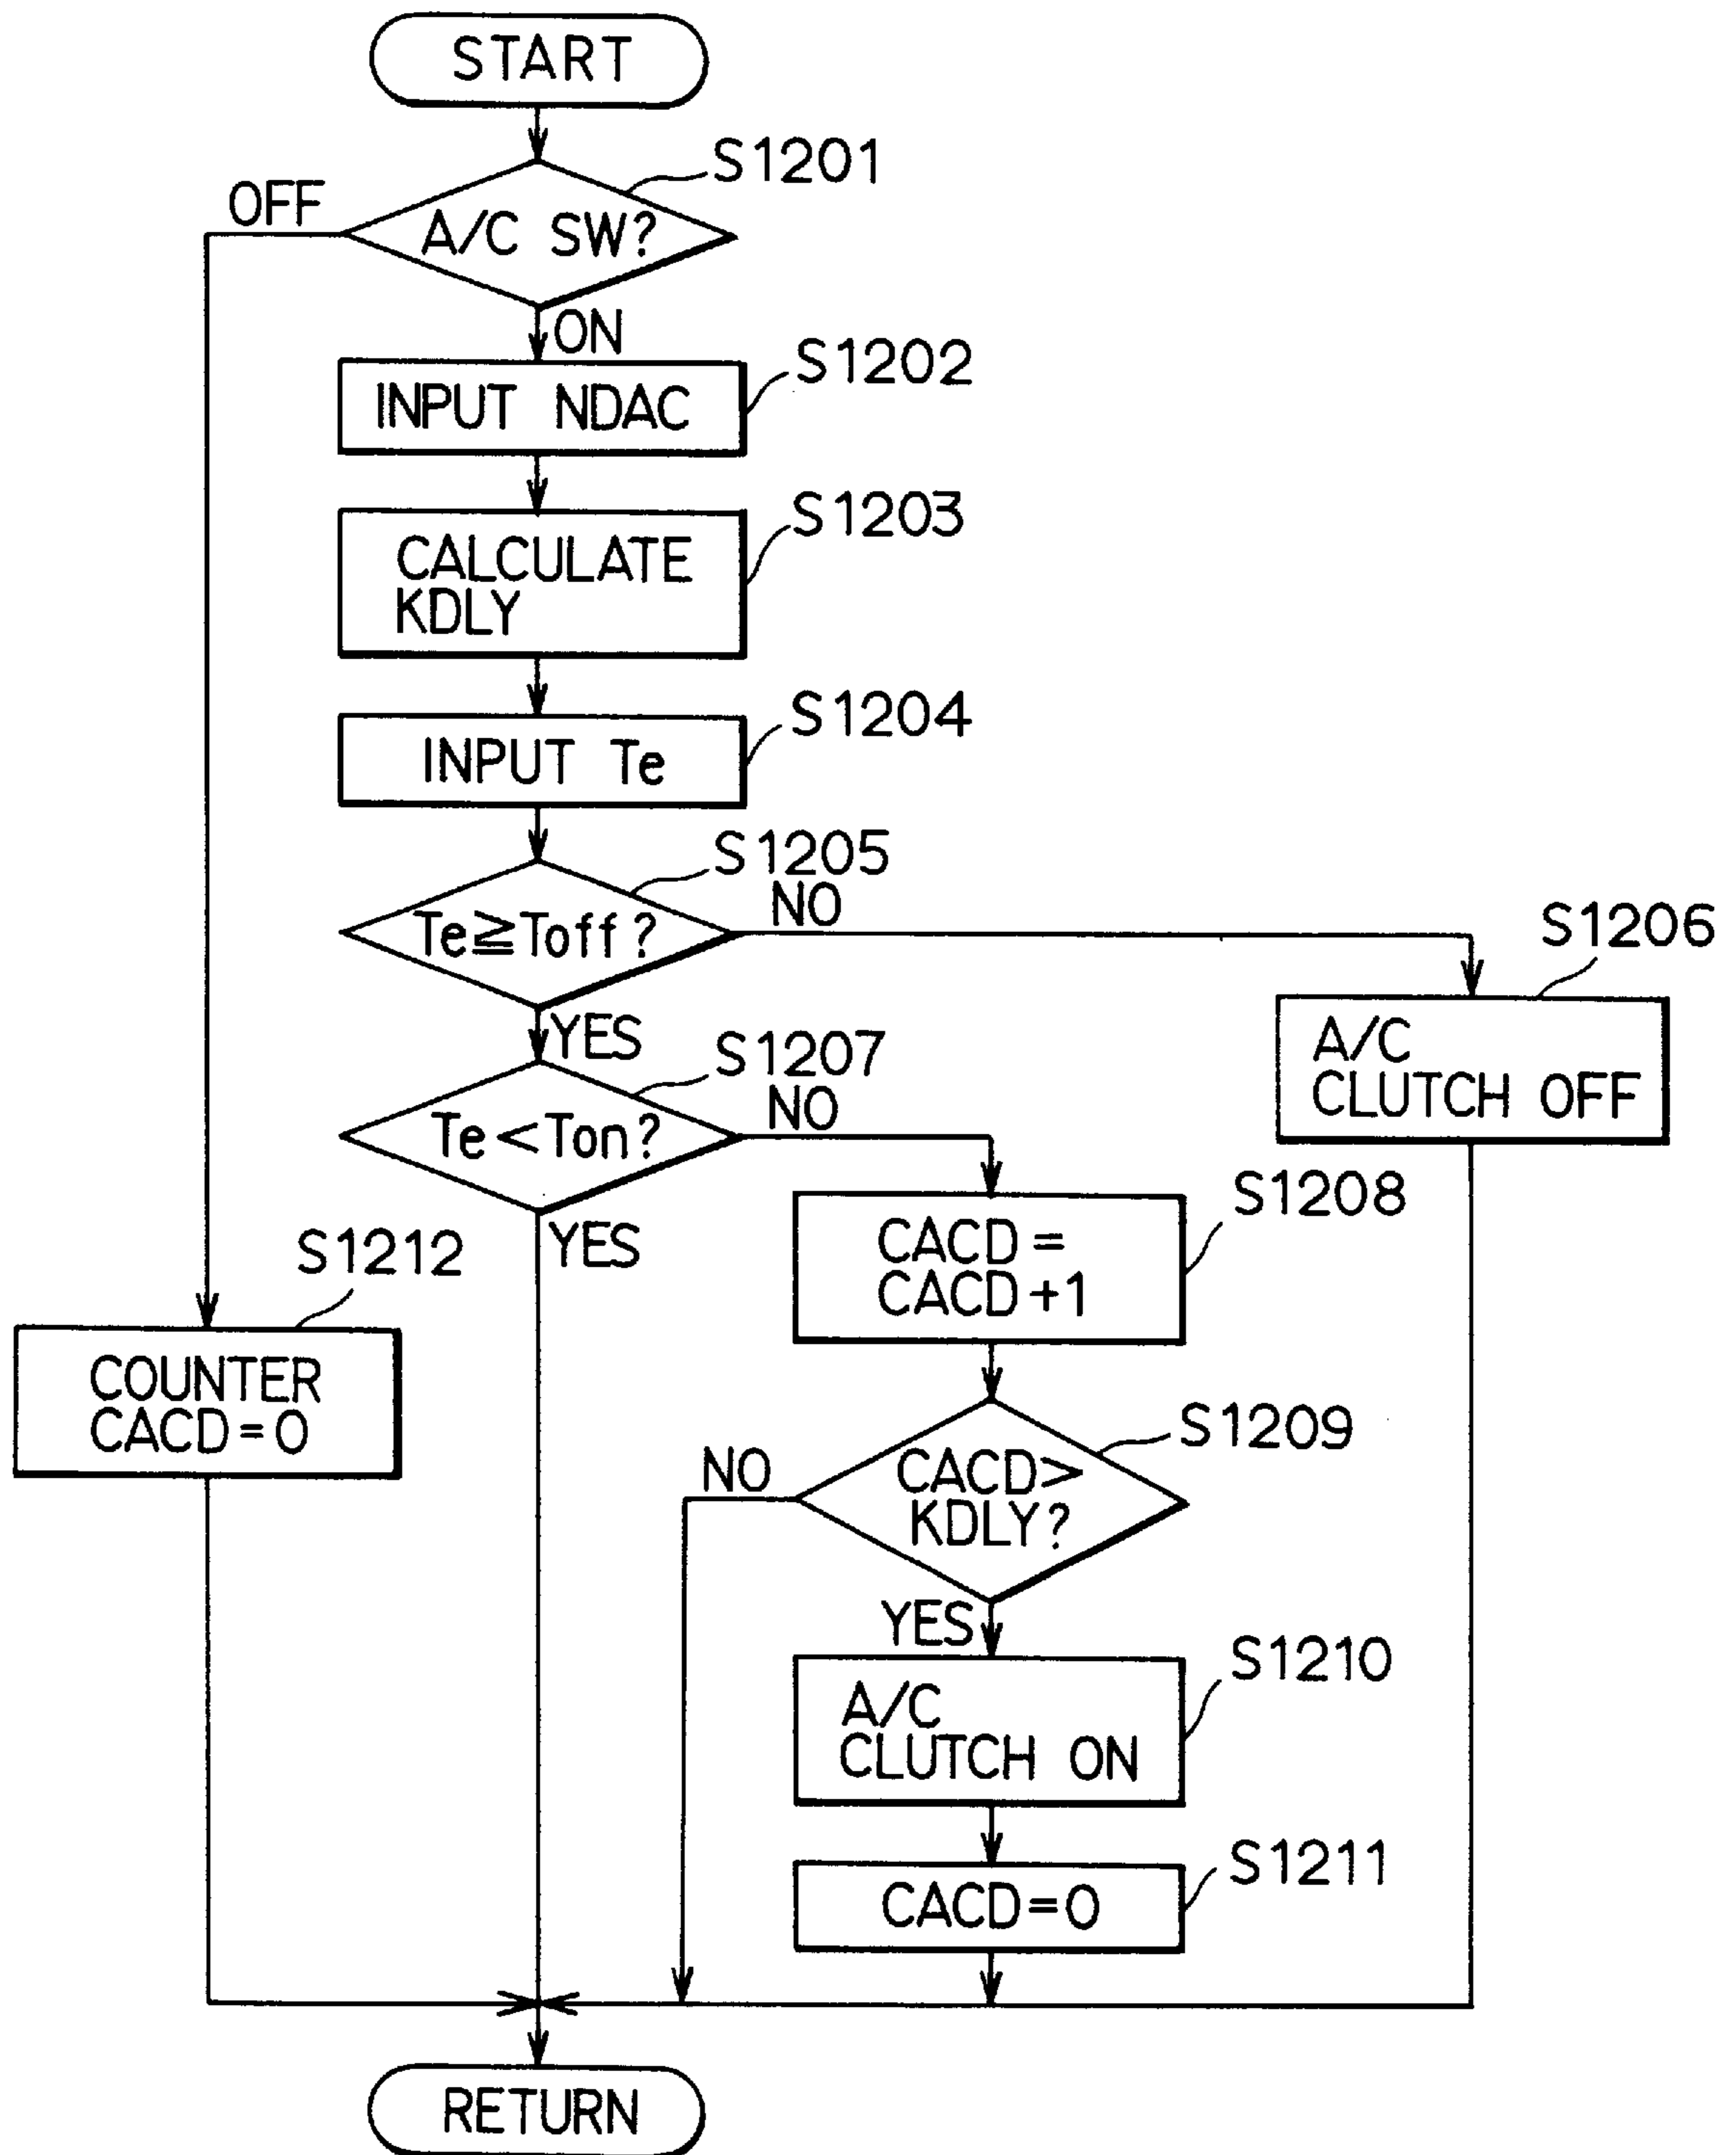 START
S1201
OFF
A/C SW?
ON
S1202
INPUT NDAC
S1203
CALCULATE
KDLY
S1204
INPUT Te
S1205
NO
Te≧Toff?
S1206
A/C
CLUTCH OFF
YES
S1207
NO
Te<Ton?
YES
S1208
CACD=
CACD+1
S1212
COUNTER
CACD=0
S1209
NO
CACD>
KDLY?
YES
S1210
A/C
CLUTCH ON
S1211
CACD=0
RETURN